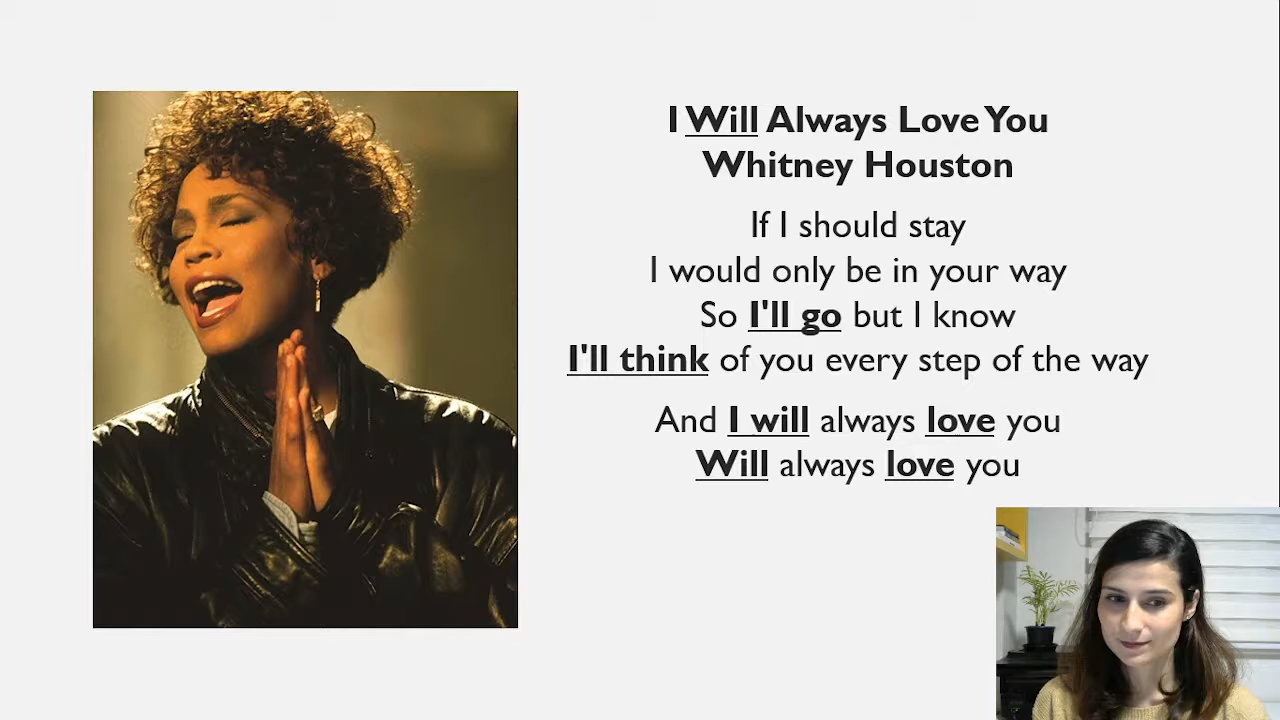 I Will Always Love You
Whitney Houston
If I should stay
I would only be in your way
So I'll go but I know
I'll think of you every step of the way
And I will always love you
Will always love you